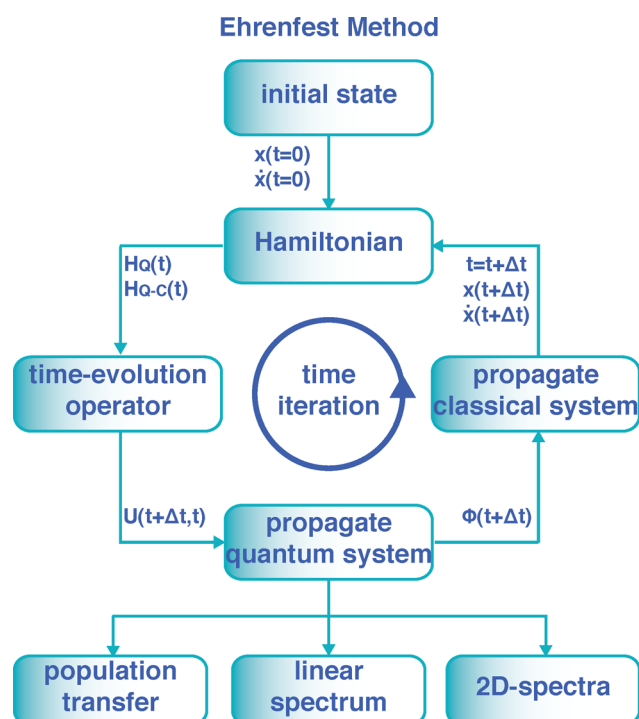 Ehrenfest Method
initial state
x(t=0)
ẋ(t=0)
Hamiltonian
HQ(t)
HQ-C(t)
t=t+Δt
x(t+Δt)
ẋ(t+Δt)
time-evolution
operator
time
iteration
propagate
classical system
U(t+Δt,t)
propagate
quantum system
Φ(t+Δt)
population
transfer
linear
spectrum
2D-spectra